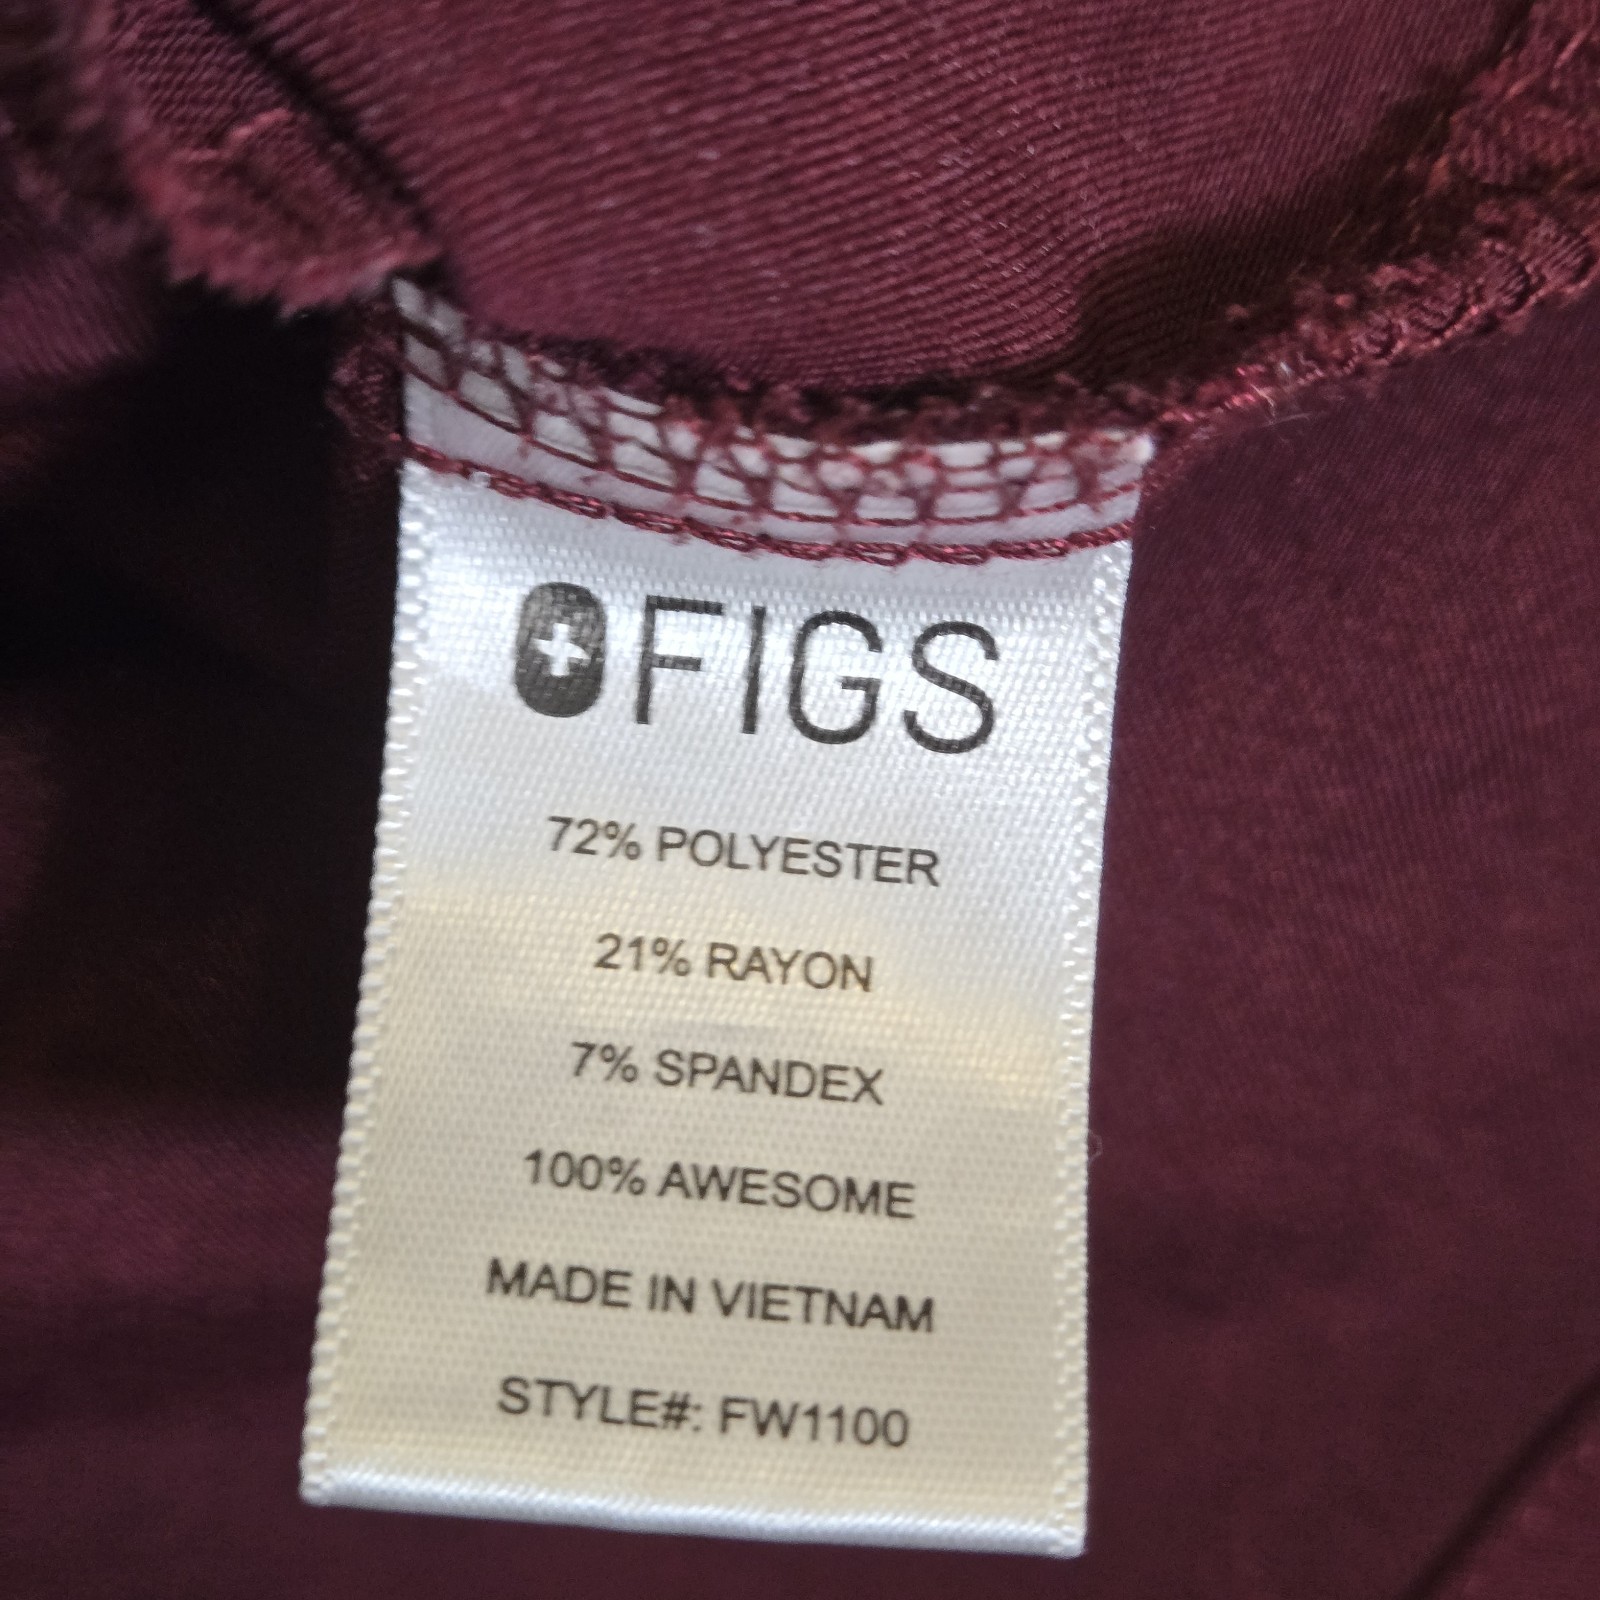 FIGS
72% POLYESTER
21% RAYON
7% SPANDEX
100% AWESOME
MADE IN VIETNAM
STYLE#: FW1100